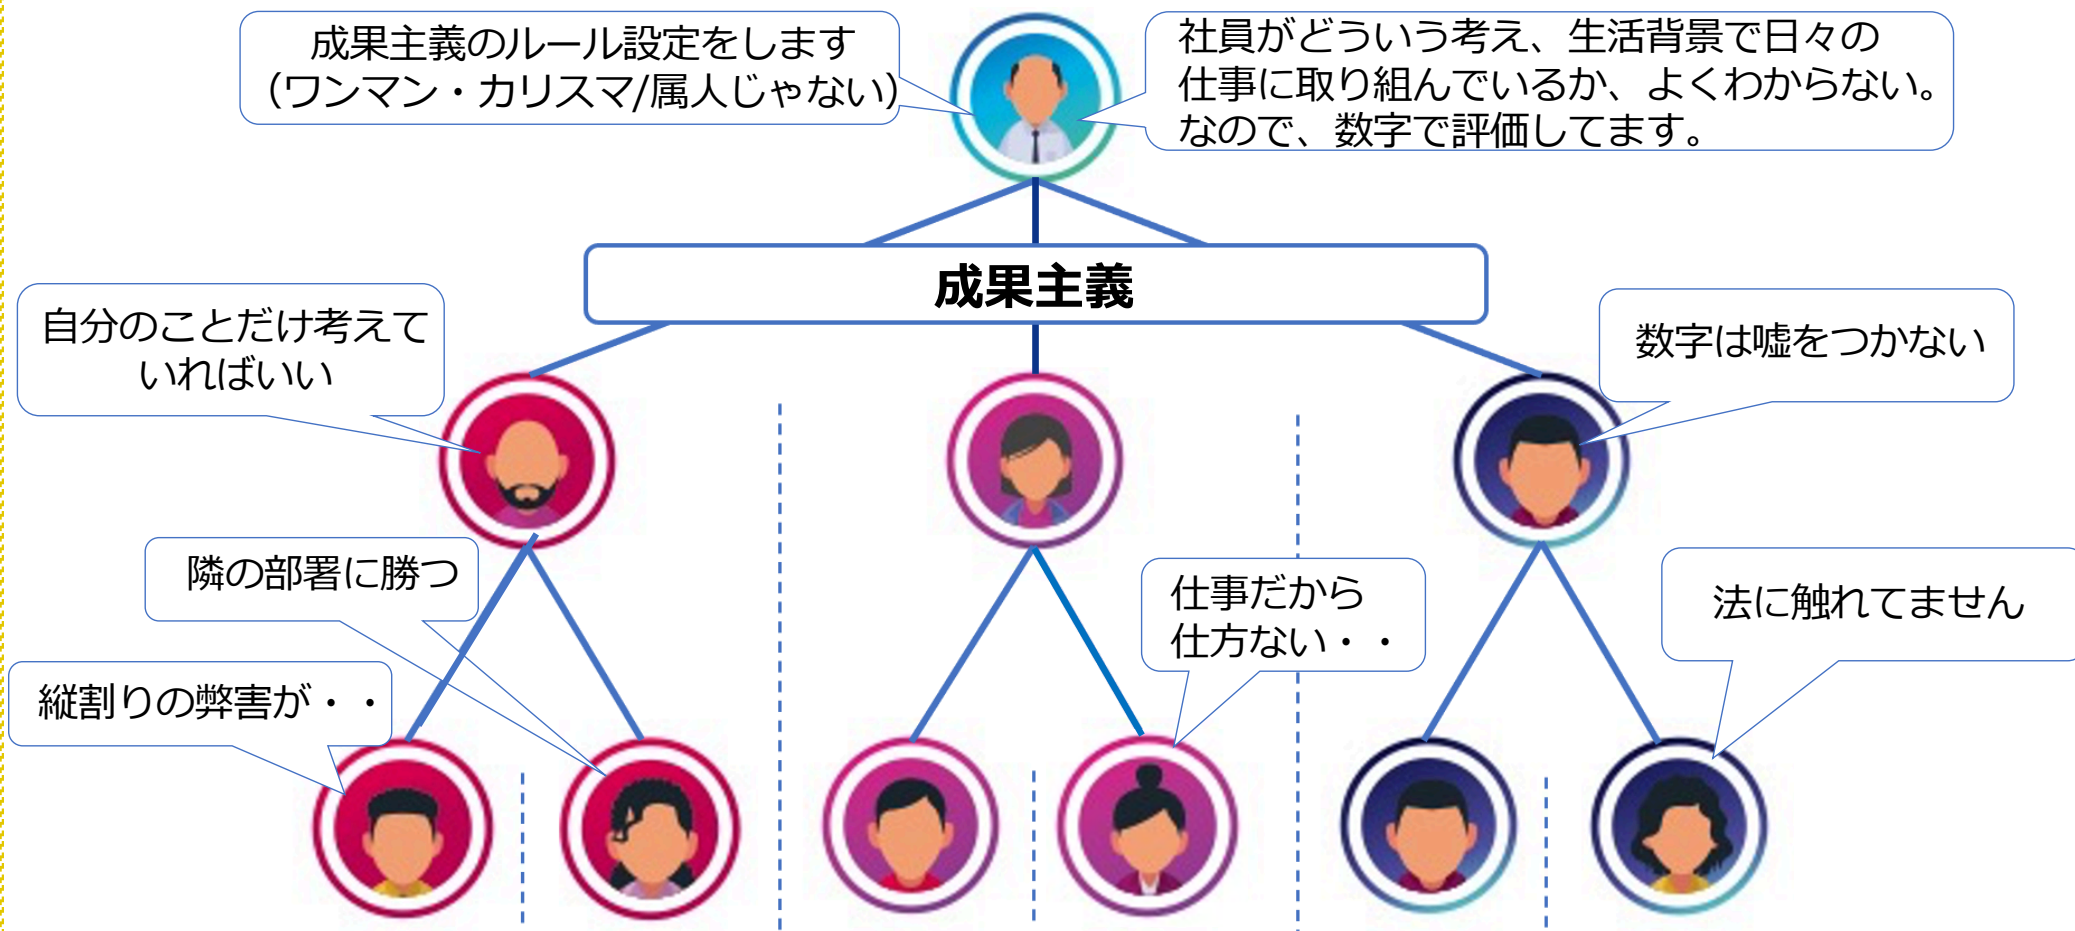 成果主義のルール設定をします
（ワンマン・カリスマ/属人じゃない）
社員がどういう考え、生活背景で日々の
仕事に取り組んでいるか、よくわからない。
なので、数字で評価してます。
成果主義
自分のことだけ考えて
いればいい
数字は嘘をつかない
隣の部署に勝つ
仕事だから
仕方ない・・
法に触れてません
縦割りの弊害が・・